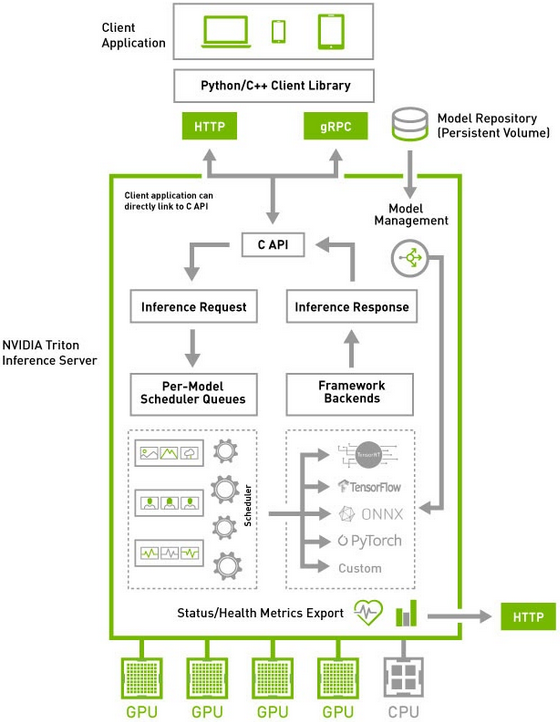 Client
Application
Python/C++ Client Library
HTTP
gRPC
Model Repository
(Persistent Volume)
Client application can
directly link to C API
Model
Management
C API
Inference Request
Inference Response
NVIDIA Triton
Inference Server
Per-Model
Scheduler Queues
Framework
Backends
Scheduler
TensorRT
TensorFlow
ONNX
PyTorch
Custom
Status/Health Metrics Export
HTTP
GPU
GPU
GPU
GPU
CPU